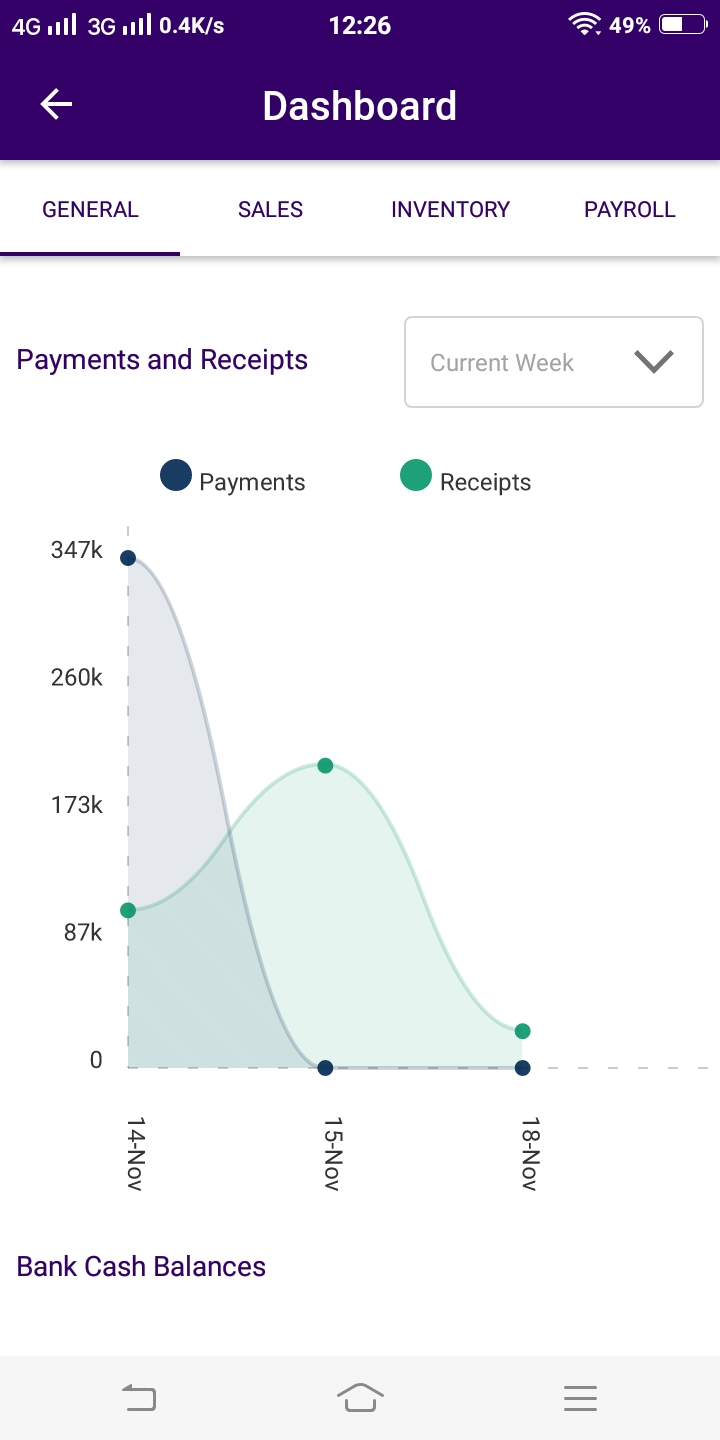 4G 3G 0.4K/s 12:26 49%
Dashboard
GENERAL SALES INVENTORY PAYROLL
Payments and Receipts
Current Week
Payments Receipts
347k
260k
173k
87k
0
14-Nov 15-Nov 18-Nov
Bank Cash Balances